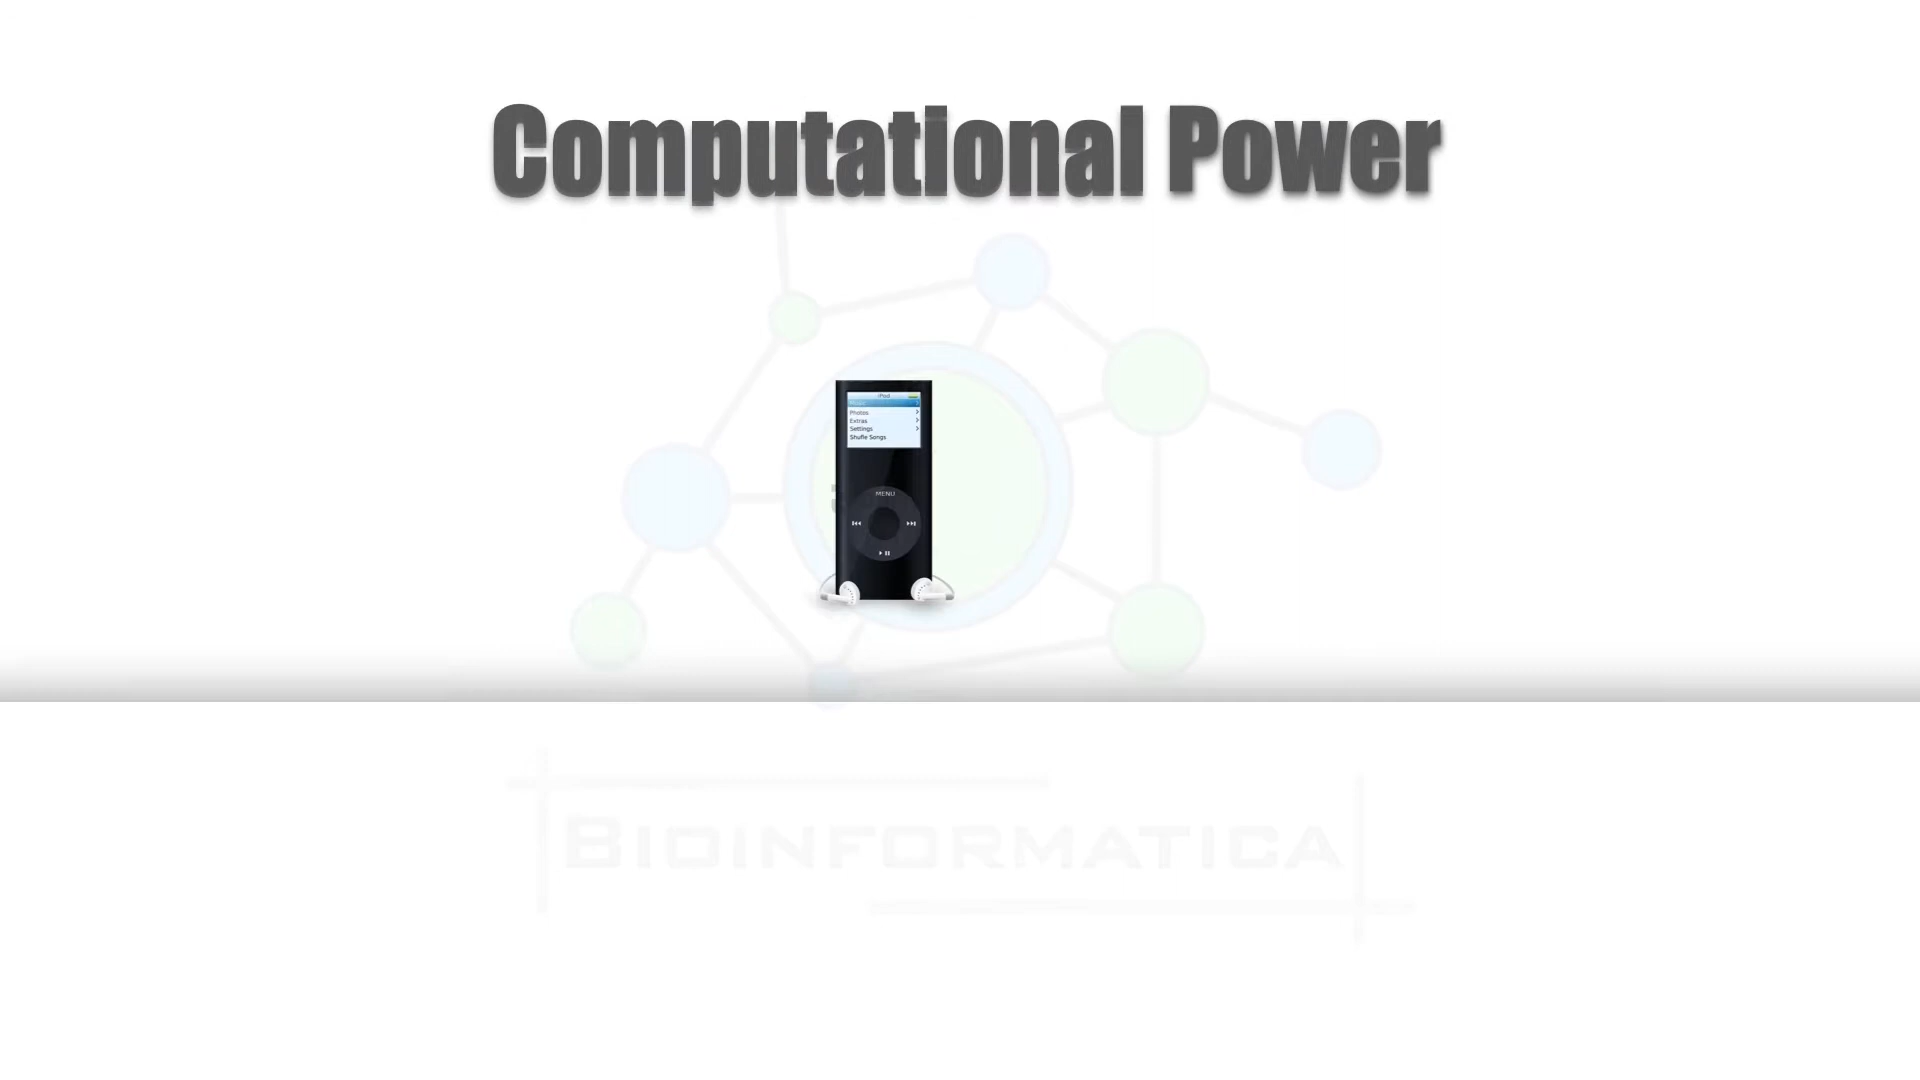 Computational Power
iPod
Photos
Extras
Settings
Shuffle Songs
MENU
BIOINFORMATICA